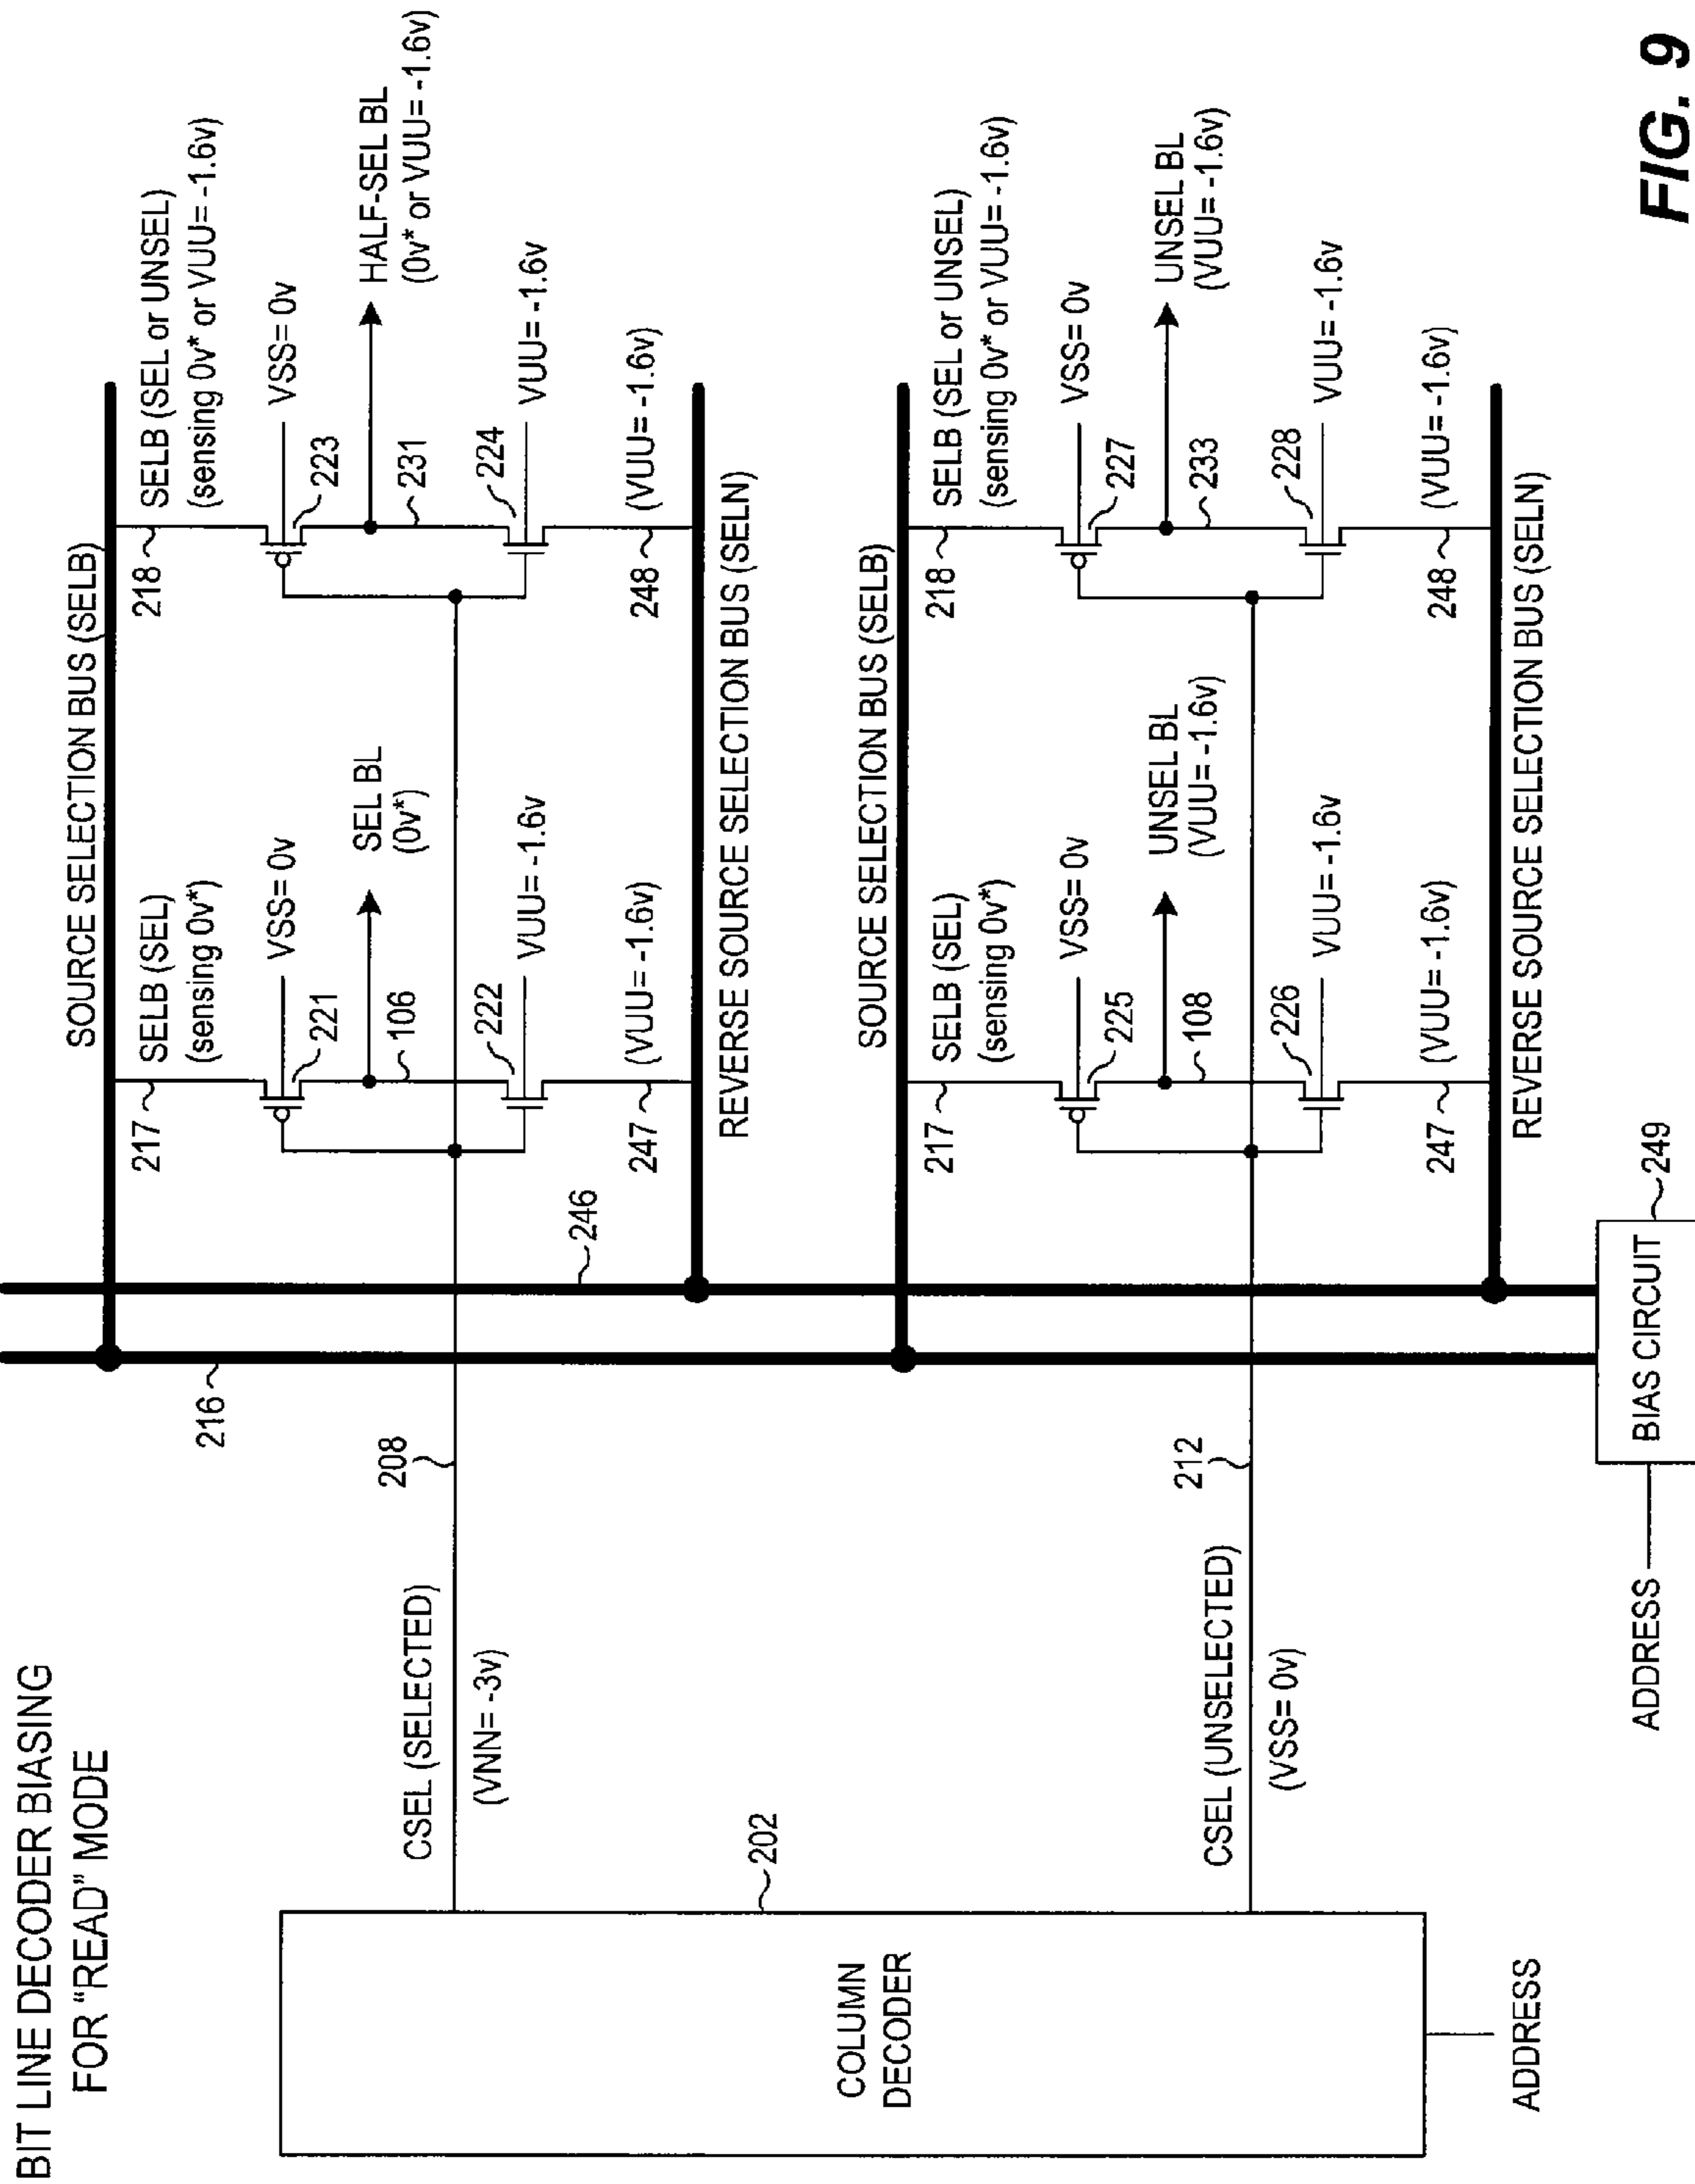 BIT LINE DECODER BIASING
FOR "READ" MODE
SOURCE SELECTION BUS (SELB)
217
SELB (SEL)
(sensing 0v*)
218
SELB (SEL or UNSEL)
(sensing 0v* or VUU= -1.6v)
VSS= 0v
VSS= 0v
221
223
SEL BL
(0v*)
HALF-SEL BL
(0v* or VUU= -1.6v)
106
231
216
208
CSEL (SELECTED)
(VNN= -3v)
222
224
VUU= -1.6v
VUU= -1.6v
246
247
(VUU= -1.6v)
248
(VUU= -1.6v)
REVERSE SOURCE SELECTION BUS (SELN)
202
COLUMN
DECODER
SOURCE SELECTION BUS (SELB)
217
SELB (SEL)
(sensing 0v*)
218
SELB (SEL or UNSEL)
(sensing 0v* or VUU= -1.6v)
VSS= 0v
VSS= 0v
225
227
UNSEL BL
(VUU= -1.6v)
UNSEL BL
(VUU= -1.6v)
108
233
212
CSEL (UNSELECTED)
(VSS= 0v)
226
228
VUU= -1.6v
VUU= -1.6v
247
(VUU= -1.6v)
248
(VUU= -1.6v)
REVERSE SOURCE SELECTION BUS (SELN)
ADDRESS
ADDRESS
BIAS CIRCUIT
249
FIG. 9